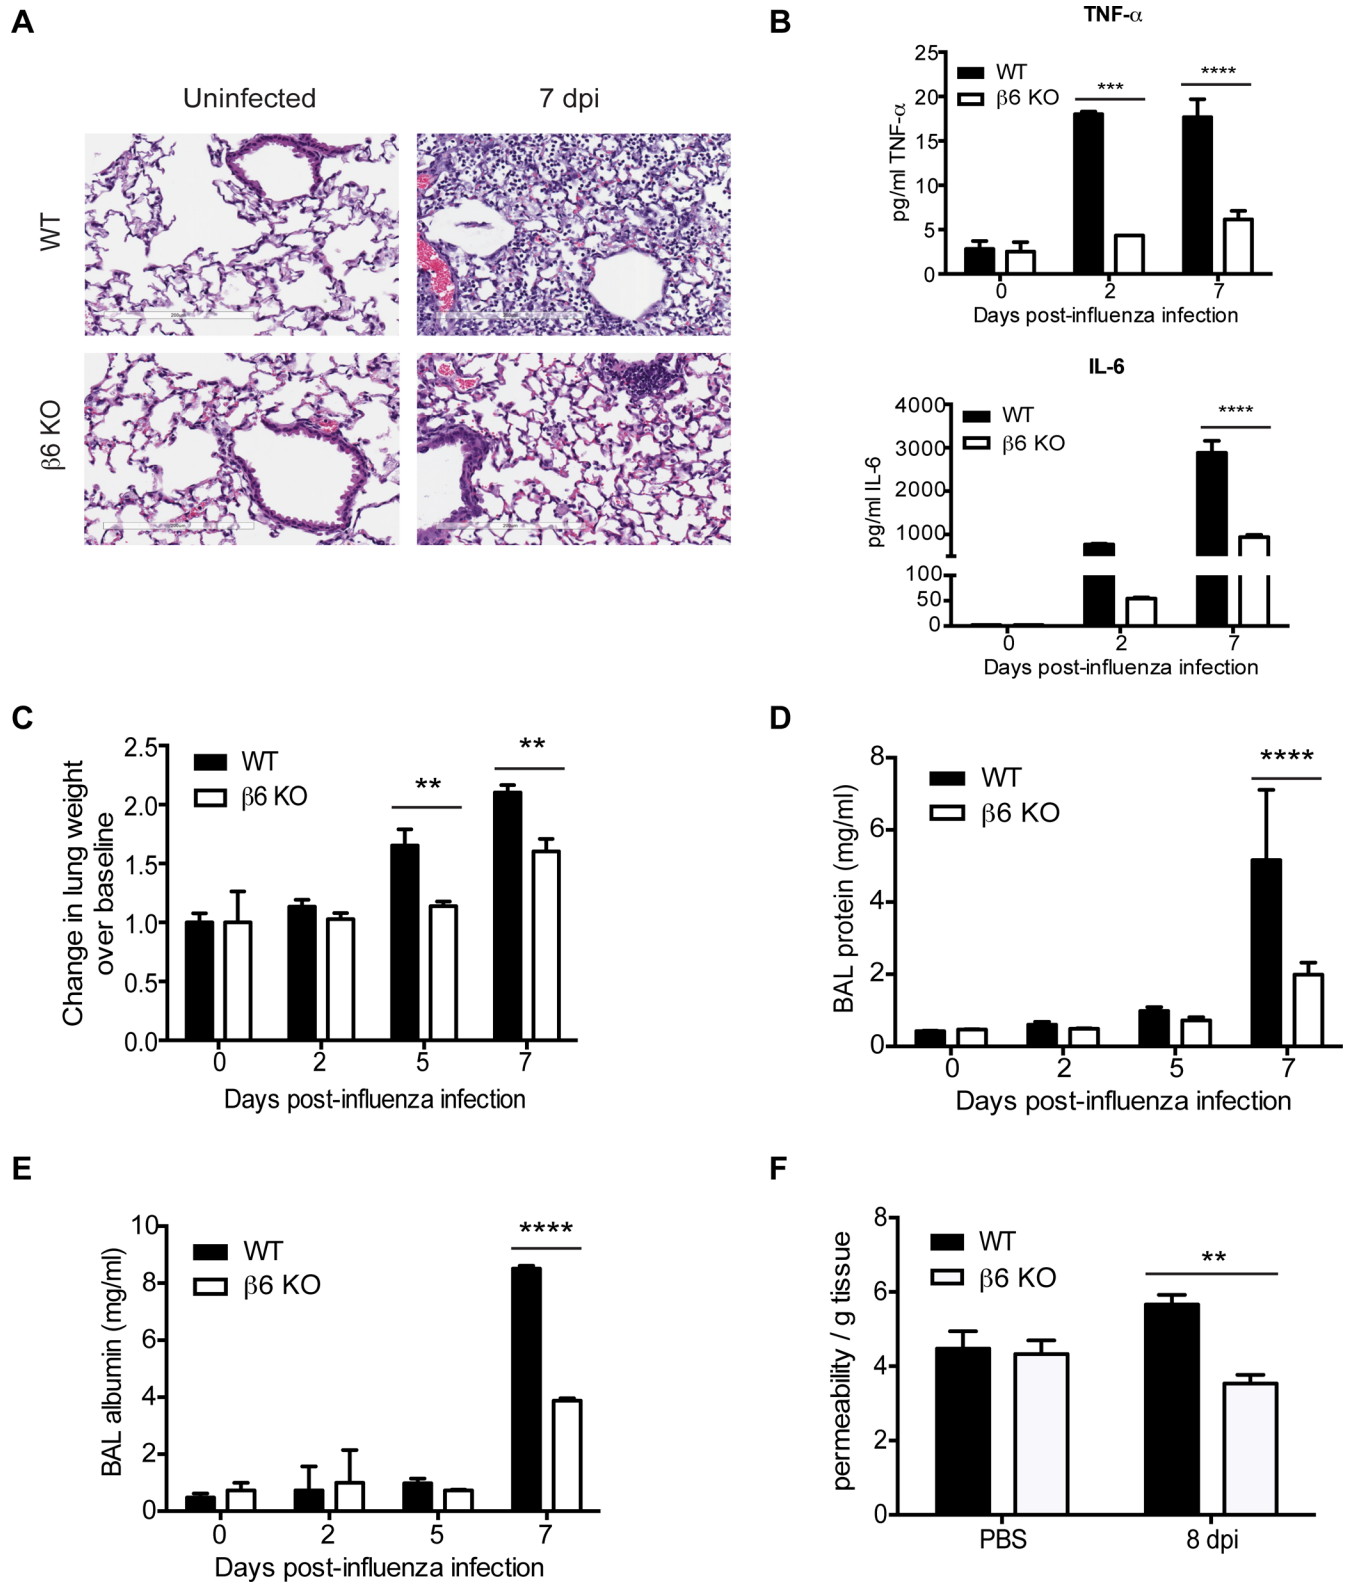 A
Uninfected
7 dpi
WT
β6 KO
200μm
B
TNF-α
25
20
15
10
5
0
pg/ml TNF-α
WT
β6 KO
***
****
0
2
7
Days post-influenza infection
IL-6
4000
3000
2000
1000
100
50
0
pg/ml IL-6
WT
β6 KO
****
0
2
7
Days post-influenza infection
C
2.5
2.0
1.5
1.0
0.5
0.0
Change in lung weight
over baseline
WT
β6 KO
**
**
0
2
5
7
Days post-influenza infection
D
8
6
4
2
0
BAL protein (mg/ml)
WT
β6 KO
****
0
2
5
7
Days post-influenza infection
E
10
8
6
4
2
0
BAL albumin (mg/ml)
WT
β6 KO
****
0
2
5
7
Days post-influenza infection
F
8
6
4
2
0
permeability / g tissue
WT
β6 KO
**
PBS
8 dpi